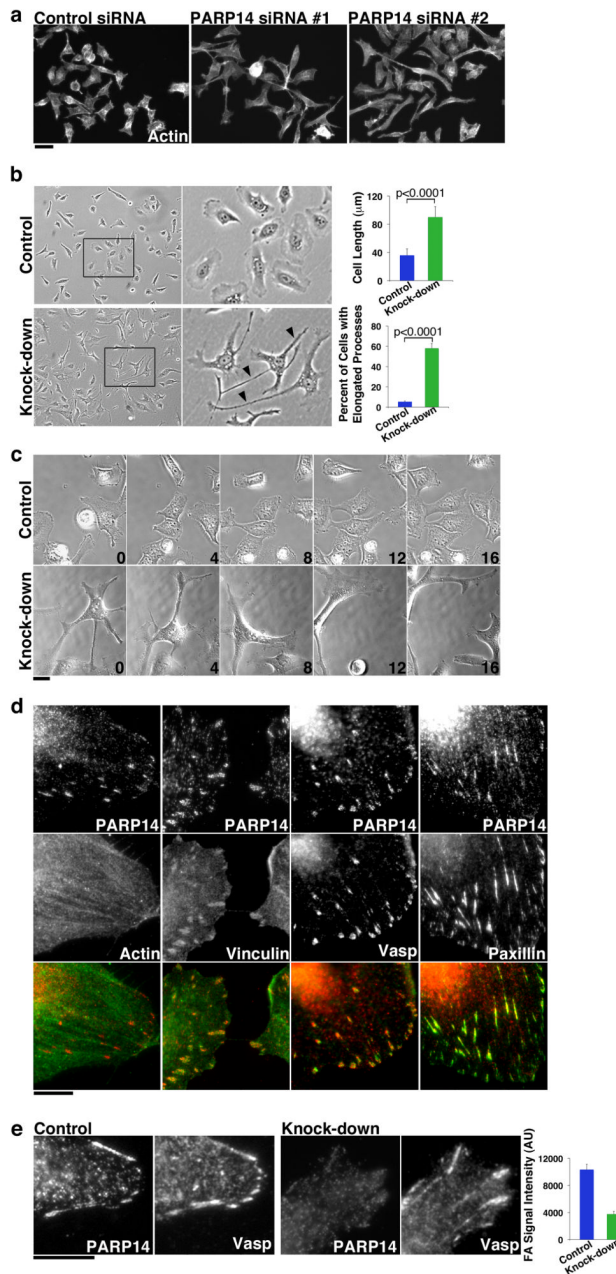 a
Control siRNA PARP14 siRNA #1 PARP14 siRNA #2
Actin
b
Control
Knock-down
Cell Length (μm)
p<0.0001
120
80
40
0
Control
Knock-down
Percent of Cells with
Elongated Processes
p<0.0001
80
60
40
20
0
Control
Knock-down
c
Control
0 4 8 12 16
Knock-down
0 4 8 12 16
d
PARP14 PARP14 PARP14 PARP14
Actin Vinculin Vasp Paxillin
e
Control Knock-down
PARP14 Vasp PARP14 Vasp
FA Signal Intensity (AU)
12000
8000
4000
0
Control
Knock-down